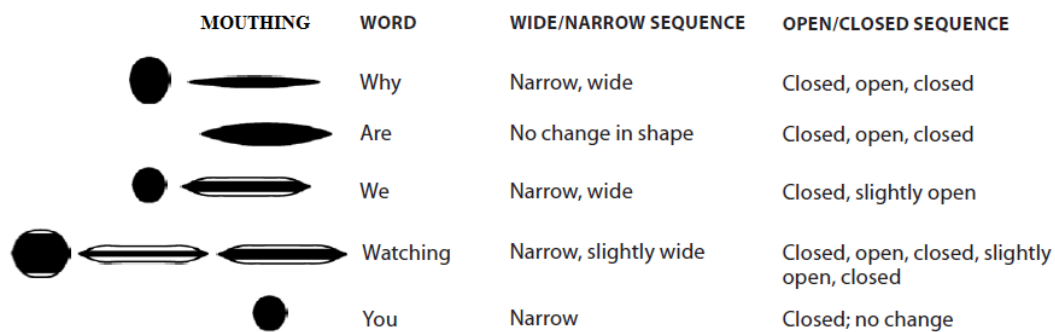 MOUTHING WORD WIDE/NARROW SEQUENCE OPEN/CLOSED SEQUENCE
Why Narrow, wide Closed, open, closed
Are No change in shape Closed, open, closed
We Narrow, wide Closed, slightly open
Watching Narrow, slightly wide Closed, open, closed, slightly
open, closed
You Narrow Closed; no change